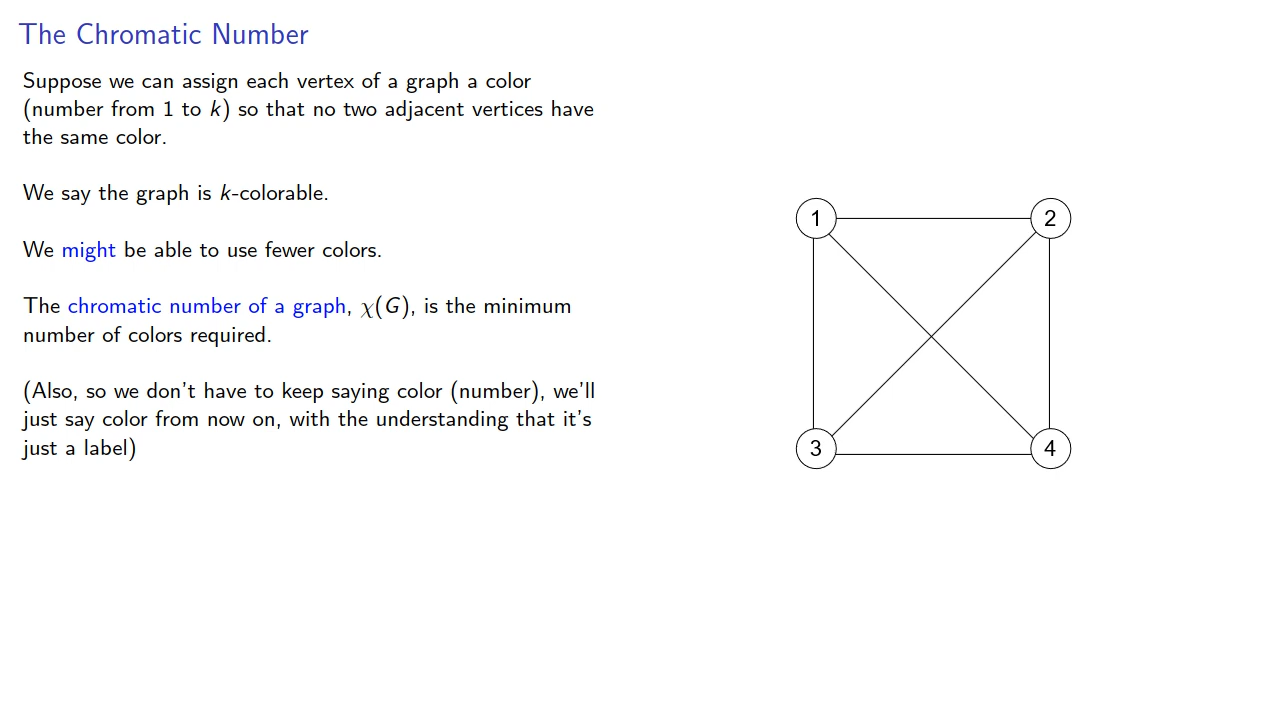 The Chromatic Number
Suppose we can assign each vertex of a graph a color
(number from 1 to k) so that no two adjacent vertices have
the same color.
We say the graph is k-colorable.
We might be able to use fewer colors.
The chromatic number of a graph, χ(G), is the minimum
number of colors required.
(Also, so we don't have to keep saying color (number), we'll
just say color from now on, with the understanding that it's
just a label)
1 2
3 4